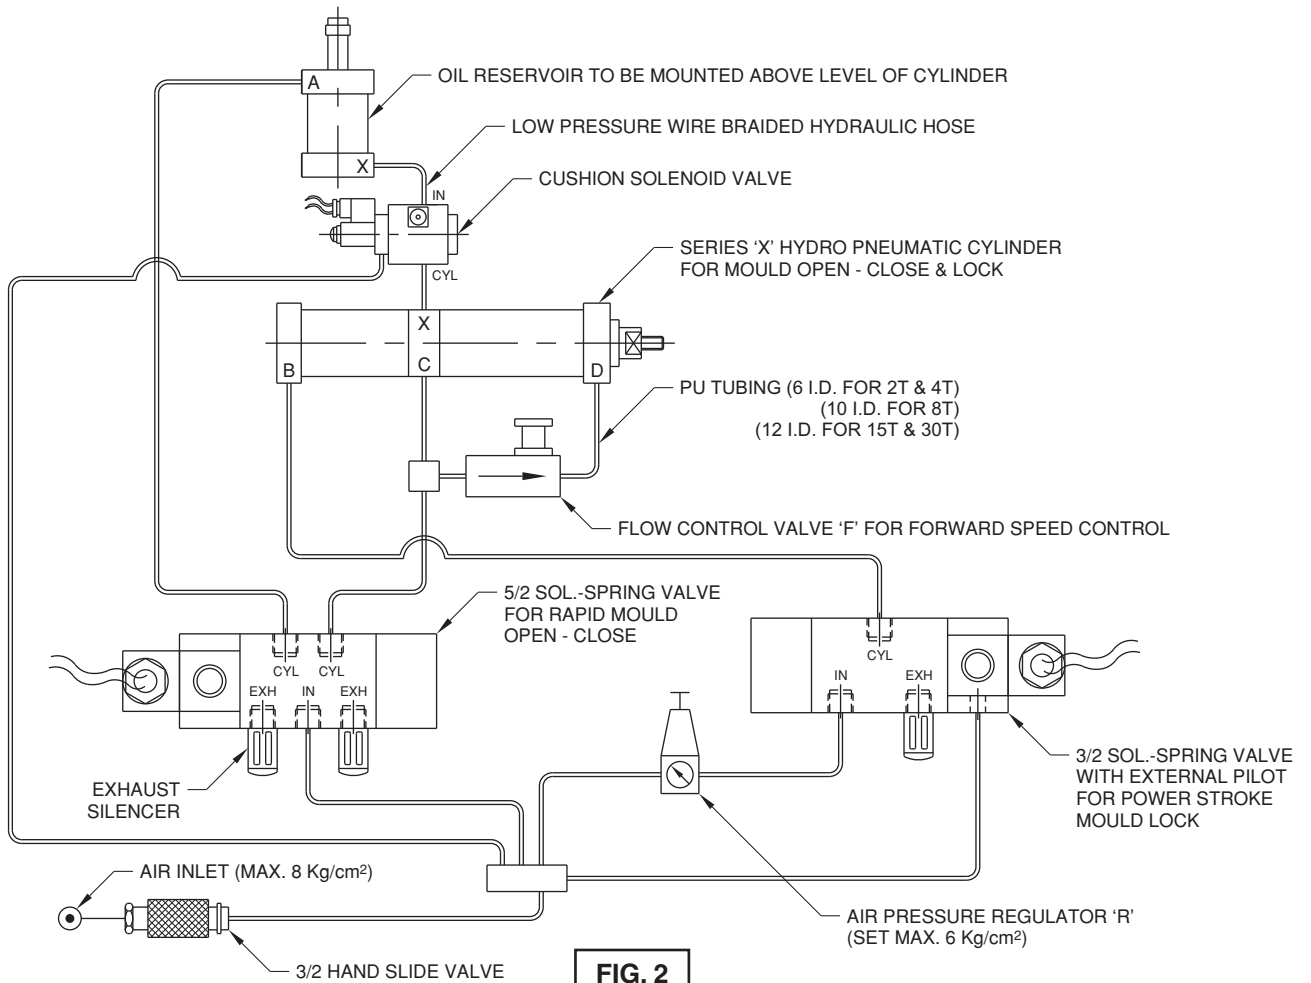 A
OIL RESERVOIR TO BE MOUNTED ABOVE LEVEL OF CYLINDER
LOW PRESSURE WIRE BRAIDED HYDRAULIC HOSE
X
CUSHION SOLENOID VALVE
IN
CYL
SERIES ‘X’ HYDRO PNEUMATIC CYLINDER
FOR MOULD OPEN - CLOSE & LOCK
X
B
C
D
PU TUBING (6 I.D. FOR 2T & 4T)
(10 I.D. FOR 8T)
(12 I.D. FOR 15T & 30T)
FLOW CONTROL VALVE ‘F’ FOR FORWARD SPEED CONTROL
5/2 SOL.-SPRING VALVE
FOR RAPID MOULD
OPEN - CLOSE
CYL
CYL
EXH
IN
EXH
CYL
IN
EXH
EXHAUST
SILENCER
3/2 SOL.-SPRING VALVE
WITH EXTERNAL PILOT
FOR POWER STROKE
MOULD LOCK
AIR INLET (MAX. 8 Kg/cm²)
AIR PRESSURE REGULATOR ‘R’
(SET MAX. 6 Kg/cm²)
3/2 HAND SLIDE VALVE
FIG. 2